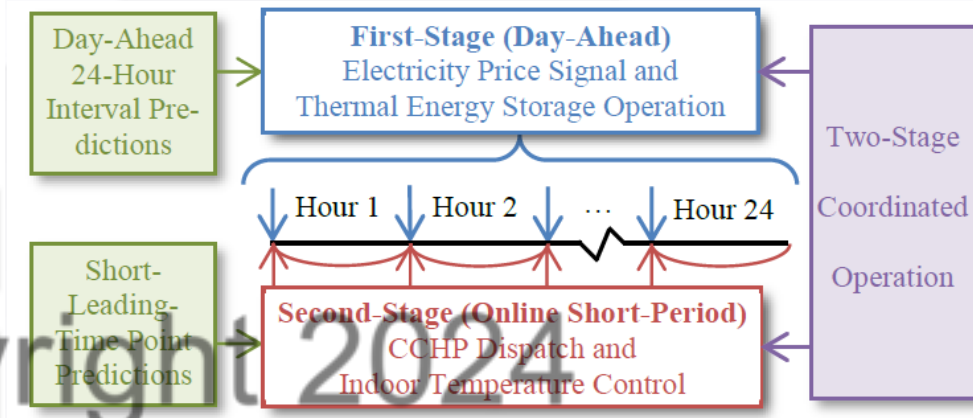 Day-Ahead
24-Hour
Interval Pre-
dictions
First-Stage (Day-Ahead)
Electricity Price Signal and
Thermal Energy Storage Operation
Two-Stage
Coordinated
Operation
Hour 1
Hour 2
...
Hour 24
Short-
Leading-
Time Point
Predictions
Second-Stage (Online Short-Period)
CCHP Dispatch and
Indoor Temperature Control
yright 2024